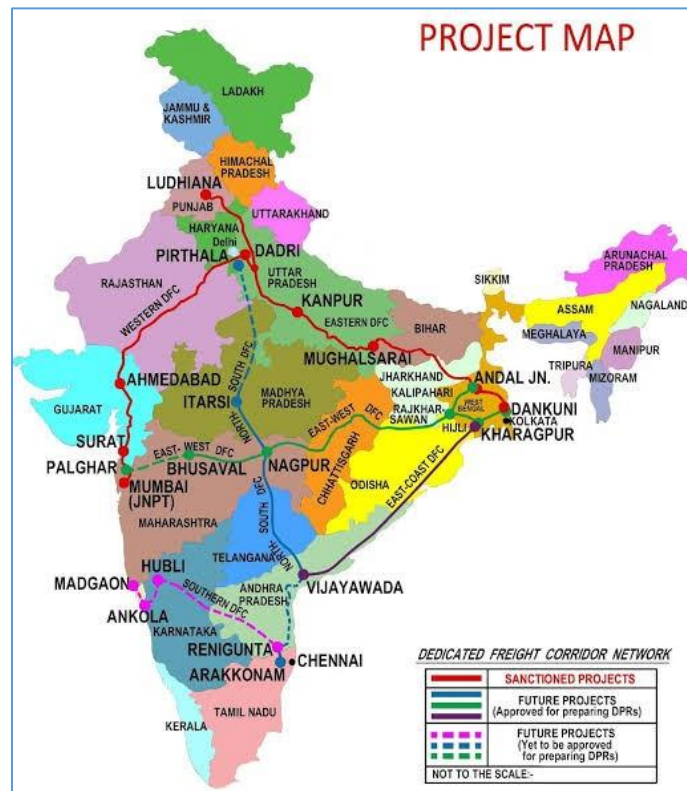 PROJECT MAP
LADAKH
JAMMU &
KASHMIR
HIMACHAL
PRADESH
LUDHIANA
PUNJAB
UTTARAKHAND
HARYANA
Delhi
DADRI
PIRTHALA
UTTAR
PRADESH
RAJASTHAN
WESTERN DFC
KANPUR
EASTERN DFC
BIHAR
SIKKIM
ARUNACHAL
PRADESH
ASSAM
NAGALAND
MEGHALAYA
MANIPUR
TRIPURA
MIZORAM
MUGHALSARAI
JHARKHAND
ANDAL JN.
KALIPAHARI
WEST
BENGAL
DANKUNI
KOLKATA
RAJKHAR-
SAWAN
HIJLI
KHARAGPUR
AHMEDABAD
GUJARAT
ITARSI
MADHYA
PRADESH
NORTH-
SOUTH DFC
SURAT
EAST- WEST DFC
EAST-WEST
DFC
PALGHAR
BHUSAVAL
NAGPUR
CHHATTISGARH
ODISHA
EAST-COAST DFC
MUMBAI
(JNPT)
MAHARASHTRA
SOUTH DFC
NORTH-
TELANGANA
HUBLI
MADGAON
SOUTHERN DFC
ANDHRA
PRADESH
VIJAYAWADA
ANKOLA
KARNATAKA
RENIGUNTA
CHENNAI
ARAKKONAM
KERALA
TAMIL NADU
DEDICATED FREIGHT CORRIDOR NETWORK
SANCTIONED PROJECTS
FUTURE PROJECTS
(Approved for preparing DPRs)
FUTURE PROJECTS
(Yet to be approved
for preparing DPRs)
NOT TO THE SCALE:-